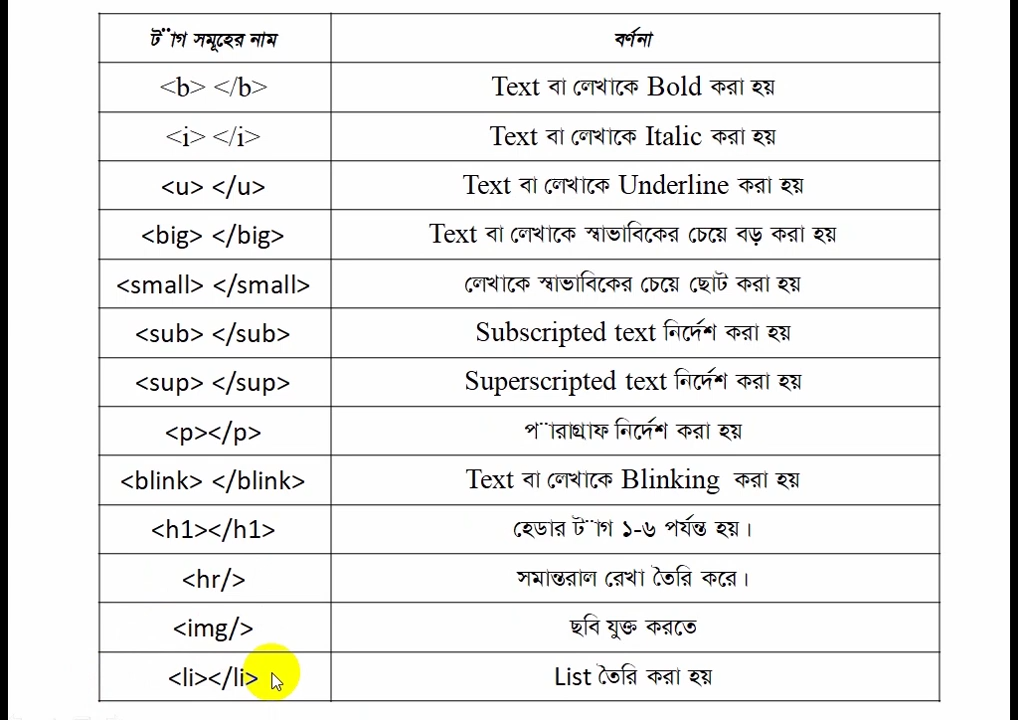 ট্যাগ সমূহের নাম বর্ণনা
<b> </b> Text বা লেখাকে Bold করা হয়
<i> </i> Text বা লেখাকে Italic করা হয়
<u> </u> Text বা লেখাকে Underline করা হয়
<big> </big> Text বা লেখাকে স্বাভাবিকের চেয়ে বড় করা হয়
<small> </small> লেখাকে স্বাভাবিকের চেয়ে ছোট করা হয়
<sub> </sub> Subscripted text নির্দেশ করা হয়
<sup> </sup> Superscripted text নির্দেশ করা হয়
<p></p> প্যারাগ্রাফ নির্দেশ করা হয়
<blink> </blink> Text বা লেখাকে Blinking করা হয়
<h1></h1> হেডার ট্যাগ ১-৬ পর্যন্ত হয়।
<hr/> সমান্তরাল রেখা তৈরি করে।
<img/> ছবি যুক্ত করতে
<li></li> List তৈরি করা হয়